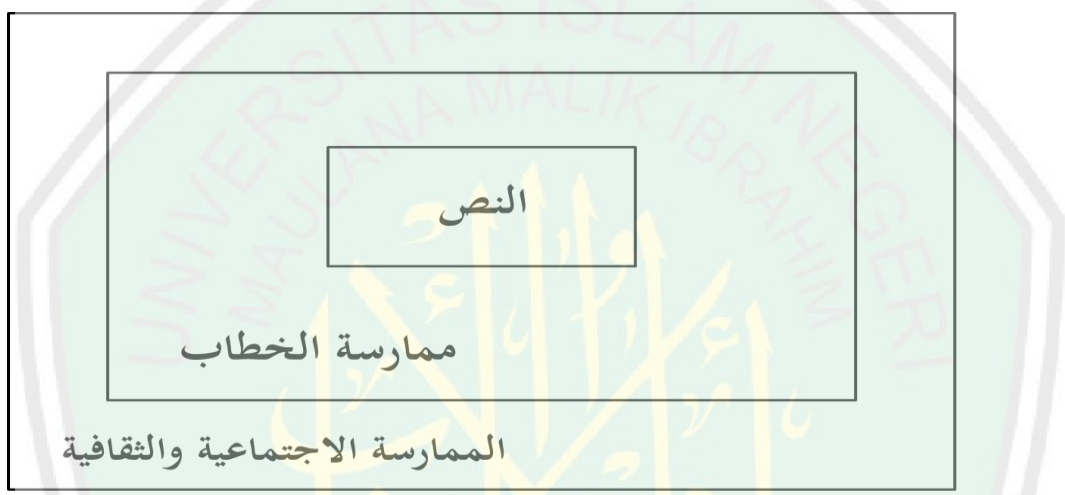 UNIVERSITAS ISLAM NEGERI
MAULANA MALIK IBRAHIM
النص
ممارسة الخطاب
الممارسة الاجتماعية والثقافية